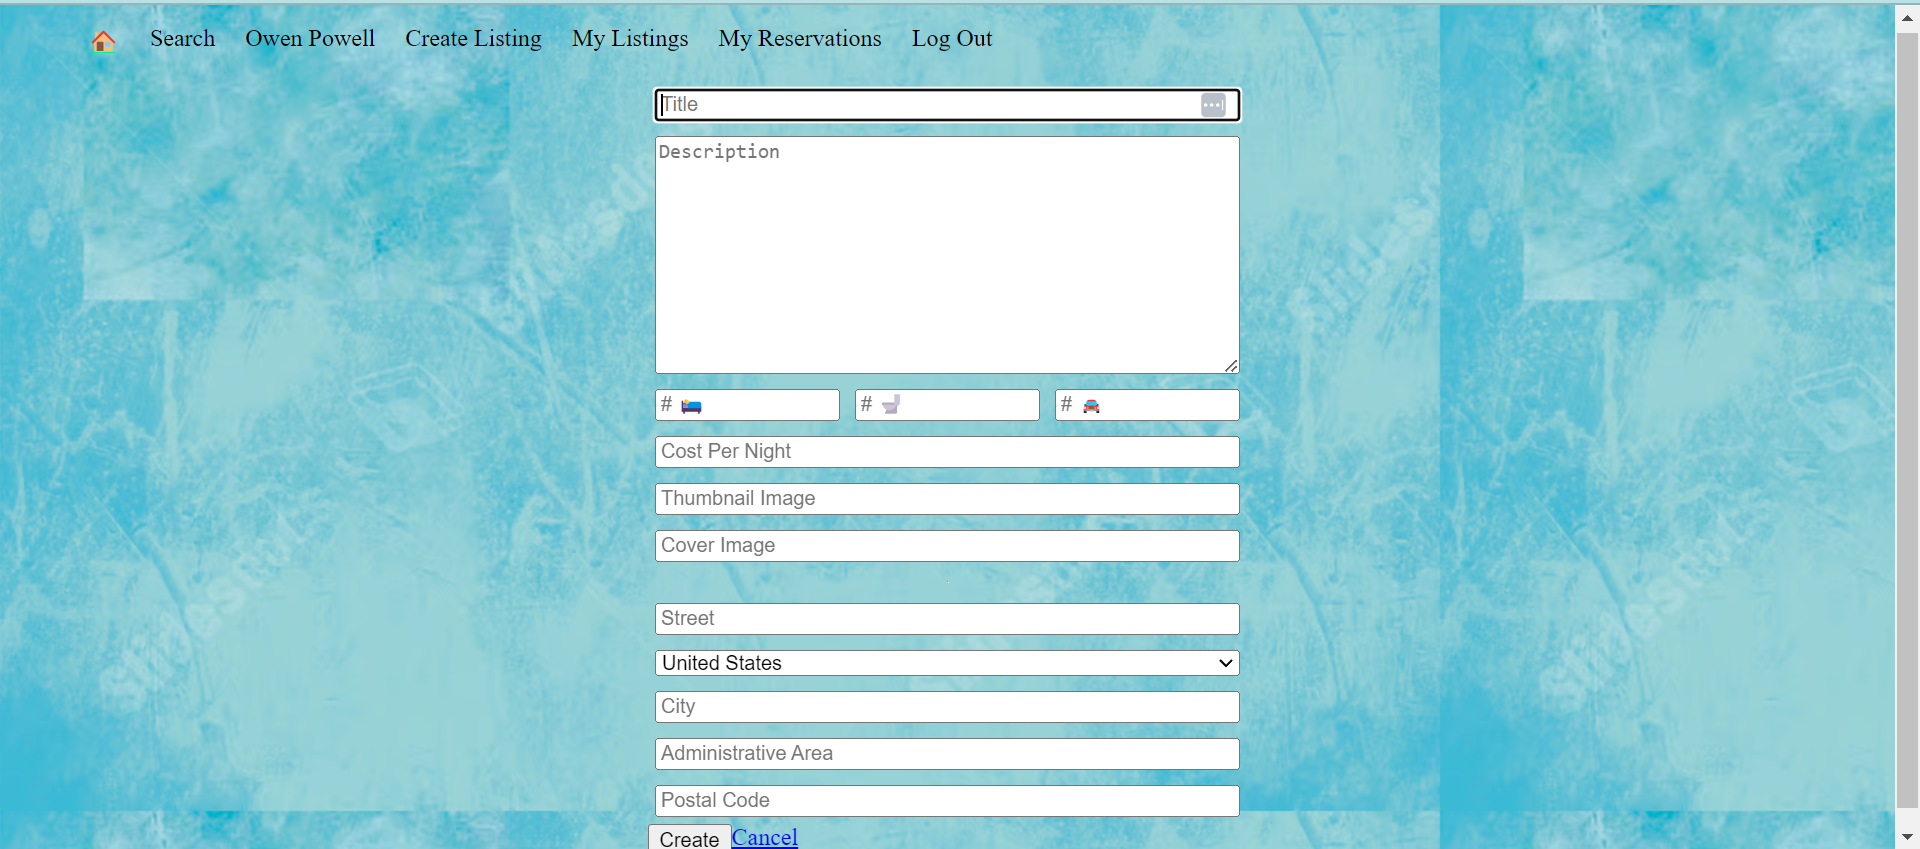 Search Owen Powell Create Listing My Listings My Reservations Log Out
Title
Description
# # #
Cost Per Night
Thumbnail Image
Cover Image
Street
United States
City
Administrative Area
Postal Code
Create Cancel